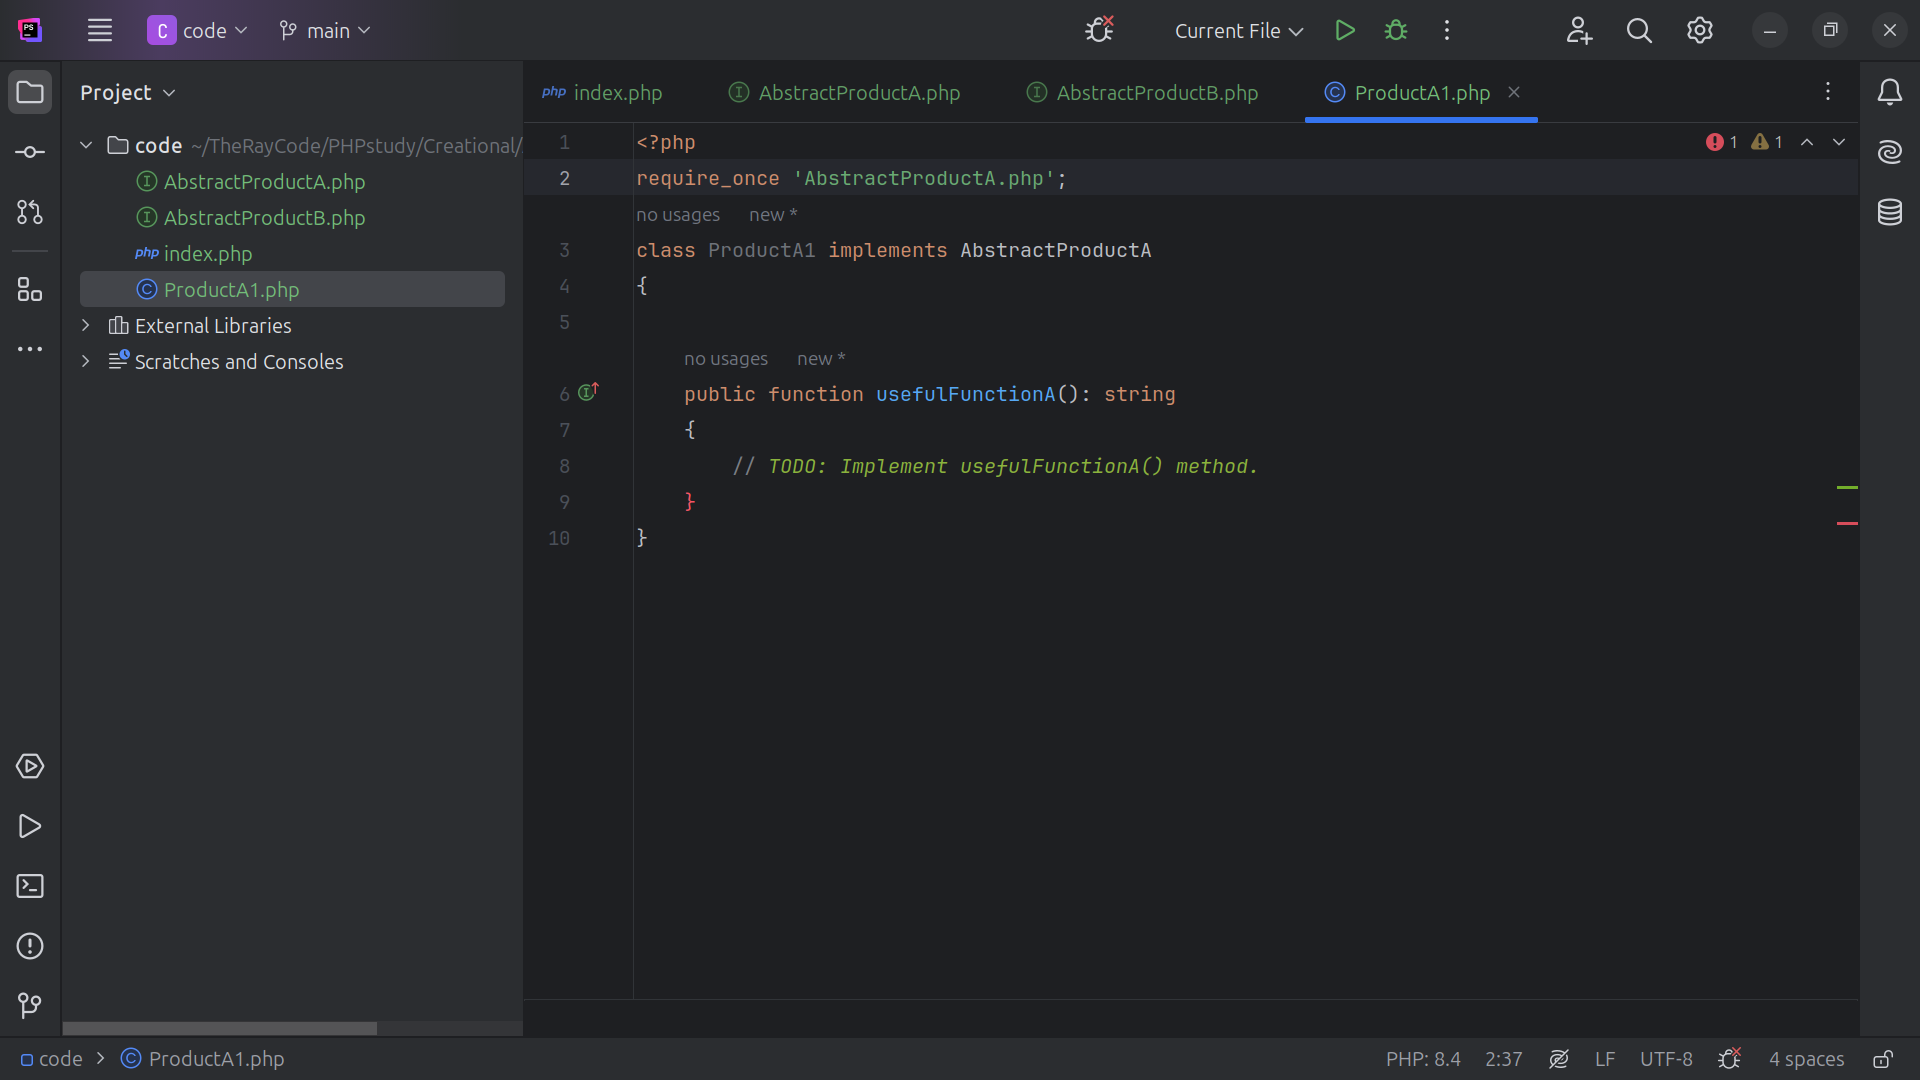 PS
C code
main
Current File
Project
php index.php
AbstractProductA.php
AbstractProductB.php
ProductA1.php
code ~/TheRayCode/PHPstudy/Creational/
AbstractProductA.php
AbstractProductB.php
php index.php
ProductA1.php
External Libraries
Scratches and Consoles
1 <?php
1 1
2 require_once 'AbstractProductA.php';
no usages new *
3 class ProductA1 implements AbstractProductA
4 {
5
no usages new *
6 public function usefulFunctionA(): string
7 {
8 // TODO: Implement usefulFunctionA() method.
9 }
10 }
code > ProductA1.php
PHP: 8.4 2:37 LF UTF-8 4 spaces